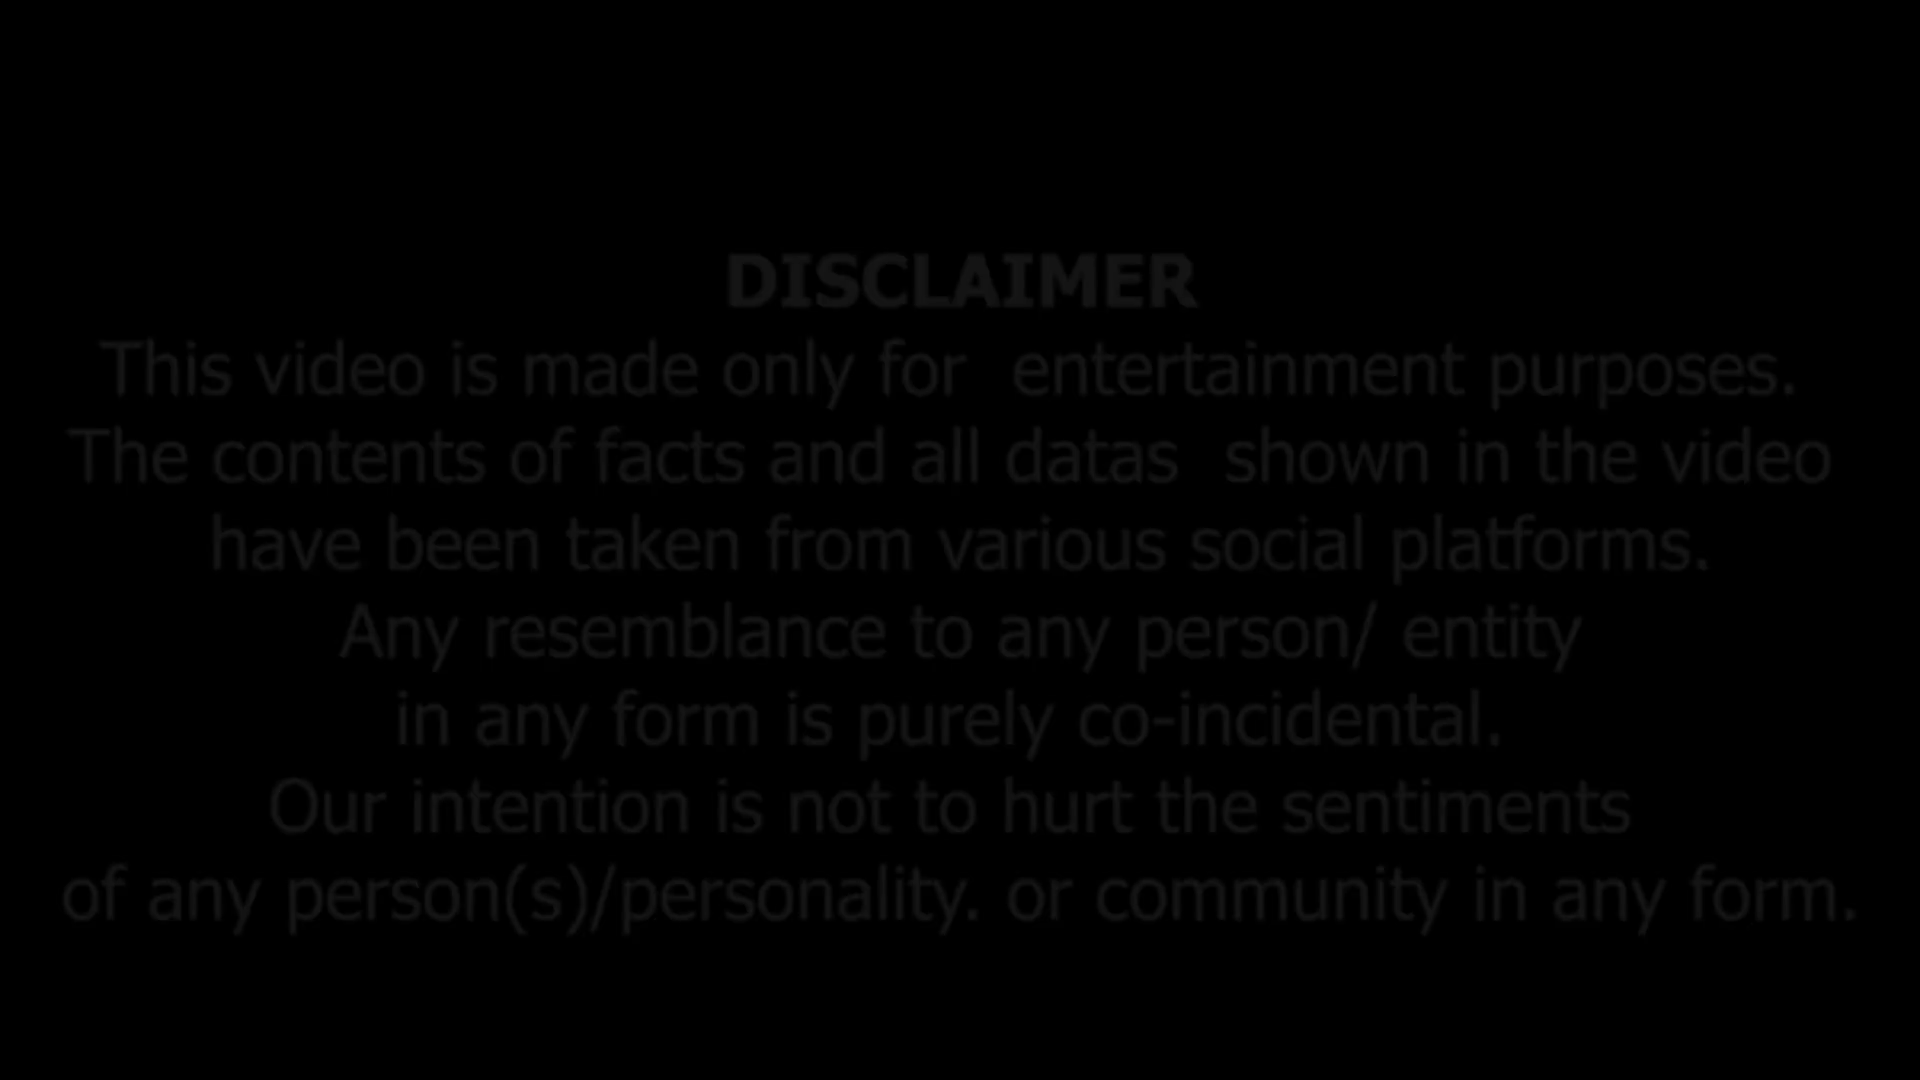 DISCLAIMER
This video is made only for  entertainment purposes.
The contents of facts and all datas  shown in the video
have been taken from various social platforms.
Any resemblance to any person/ entity
in any form is purely co-incidental.
Our intention is not to hurt the sentiments
of any person(s)/personality. or community in any form.